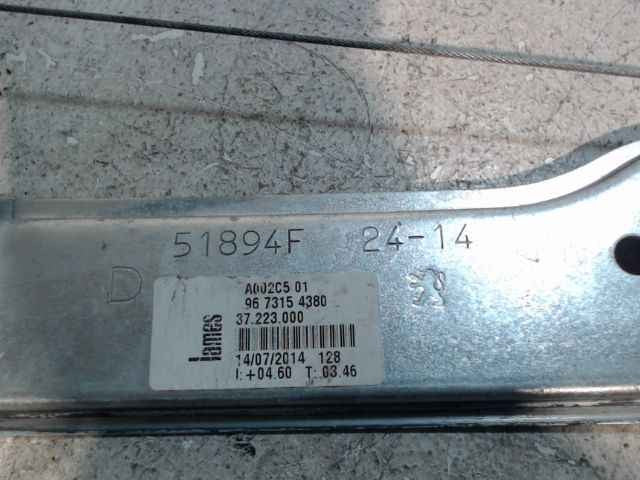 51894F 24-14
D
A002C5 01
96 7315 4380
37.223.000
lames
14/07/2014 128
I:+04.60 T:.03.46